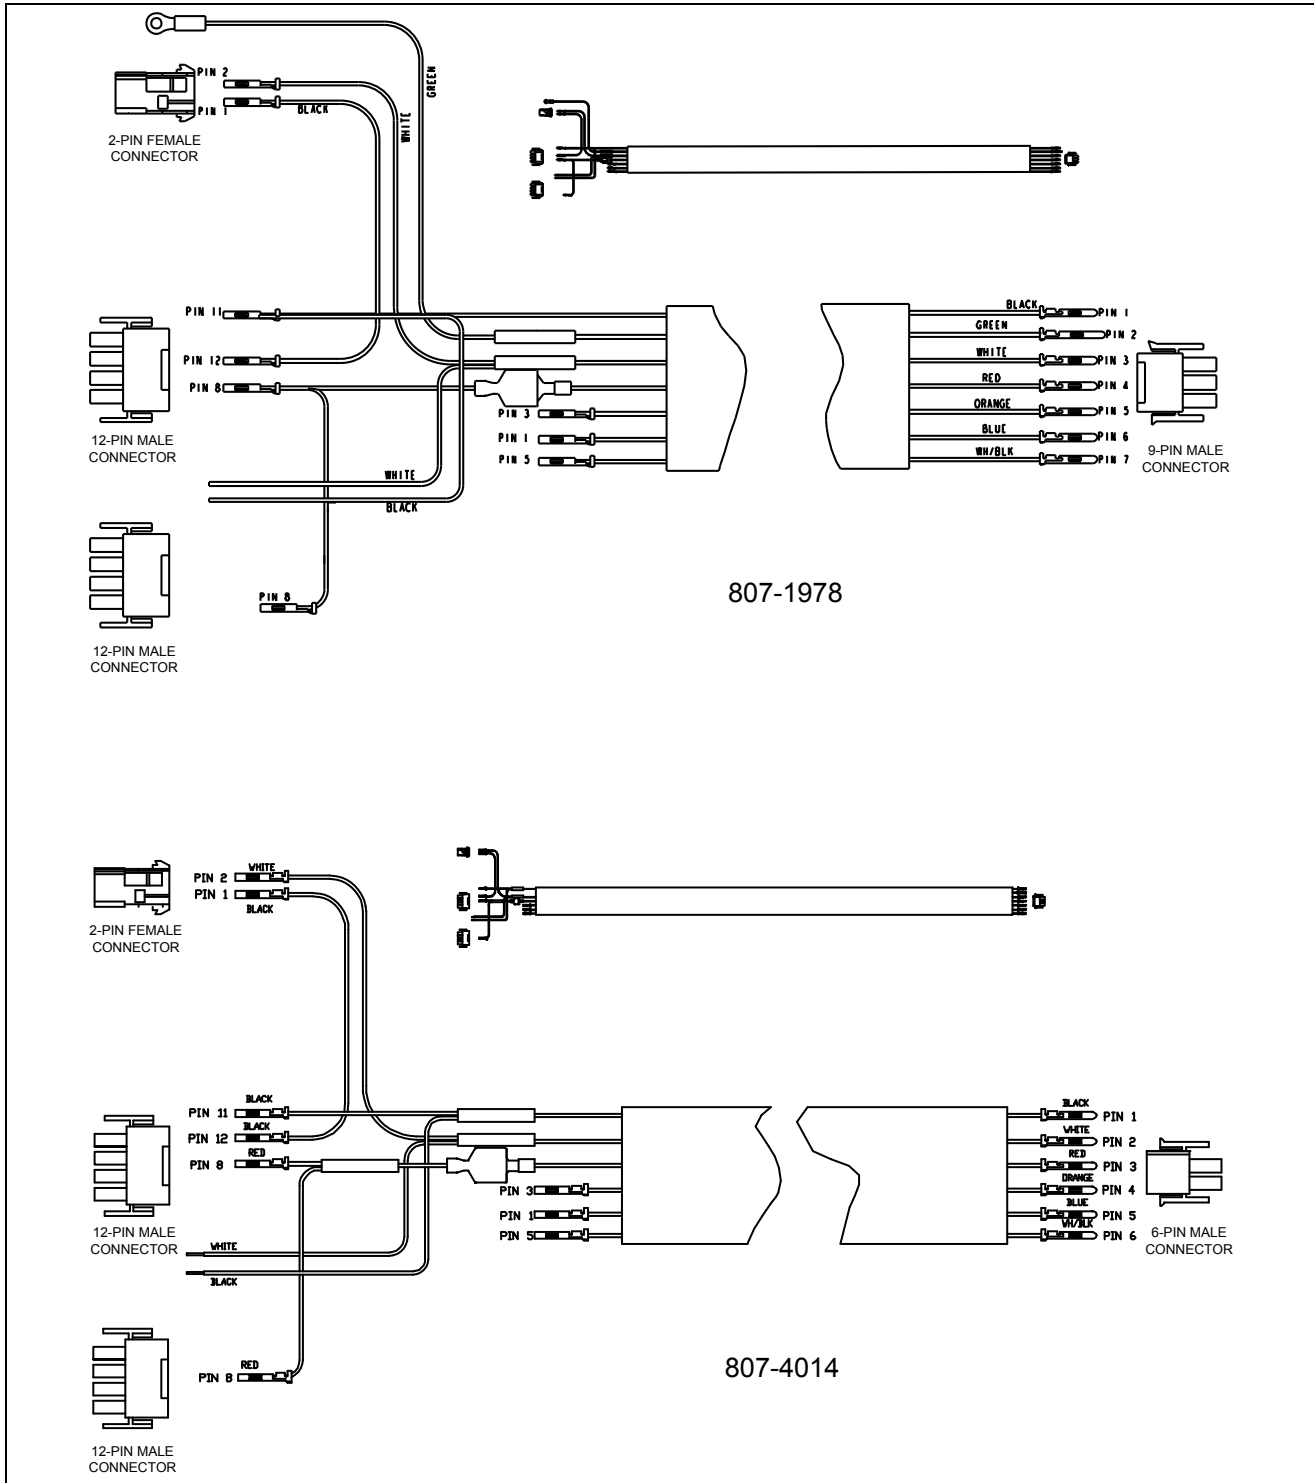 PIN 2
PIN 1
BLACK
WHITE
GREEN
2-PIN FEMALE
CONNECTOR
PIN 11
PIN 12
PIN 8
12-PIN MALE
CONNECTOR
PIN 3
PIN 1
PIN 5
WHITE
BLACK
PIN 8
12-PIN MALE
CONNECTOR
BLACK PIN 1
GREEN PIN 2
WHITE PIN 3
RED PIN 4
ORANGE PIN 5
BLUE PIN 6
WH/BLK PIN 7
9-PIN MALE
CONNECTOR
807-1978
WHITE
PIN 2
PIN 1
BLACK
2-PIN FEMALE
CONNECTOR
BLACK
PIN 11
BLACK
PIN 12
RED
PIN 8
12-PIN MALE
CONNECTOR
PIN 3
PIN 1
PIN 5
WHITE
BLACK
RED
PIN 8
12-PIN MALE
CONNECTOR
BLACK
PIN 1
WHITE
PIN 2
RED
PIN 3
ORANGE
PIN 4
BLUE
PIN 5
WH/BLK
PIN 6
6-PIN MALE
CONNECTOR
807-4014